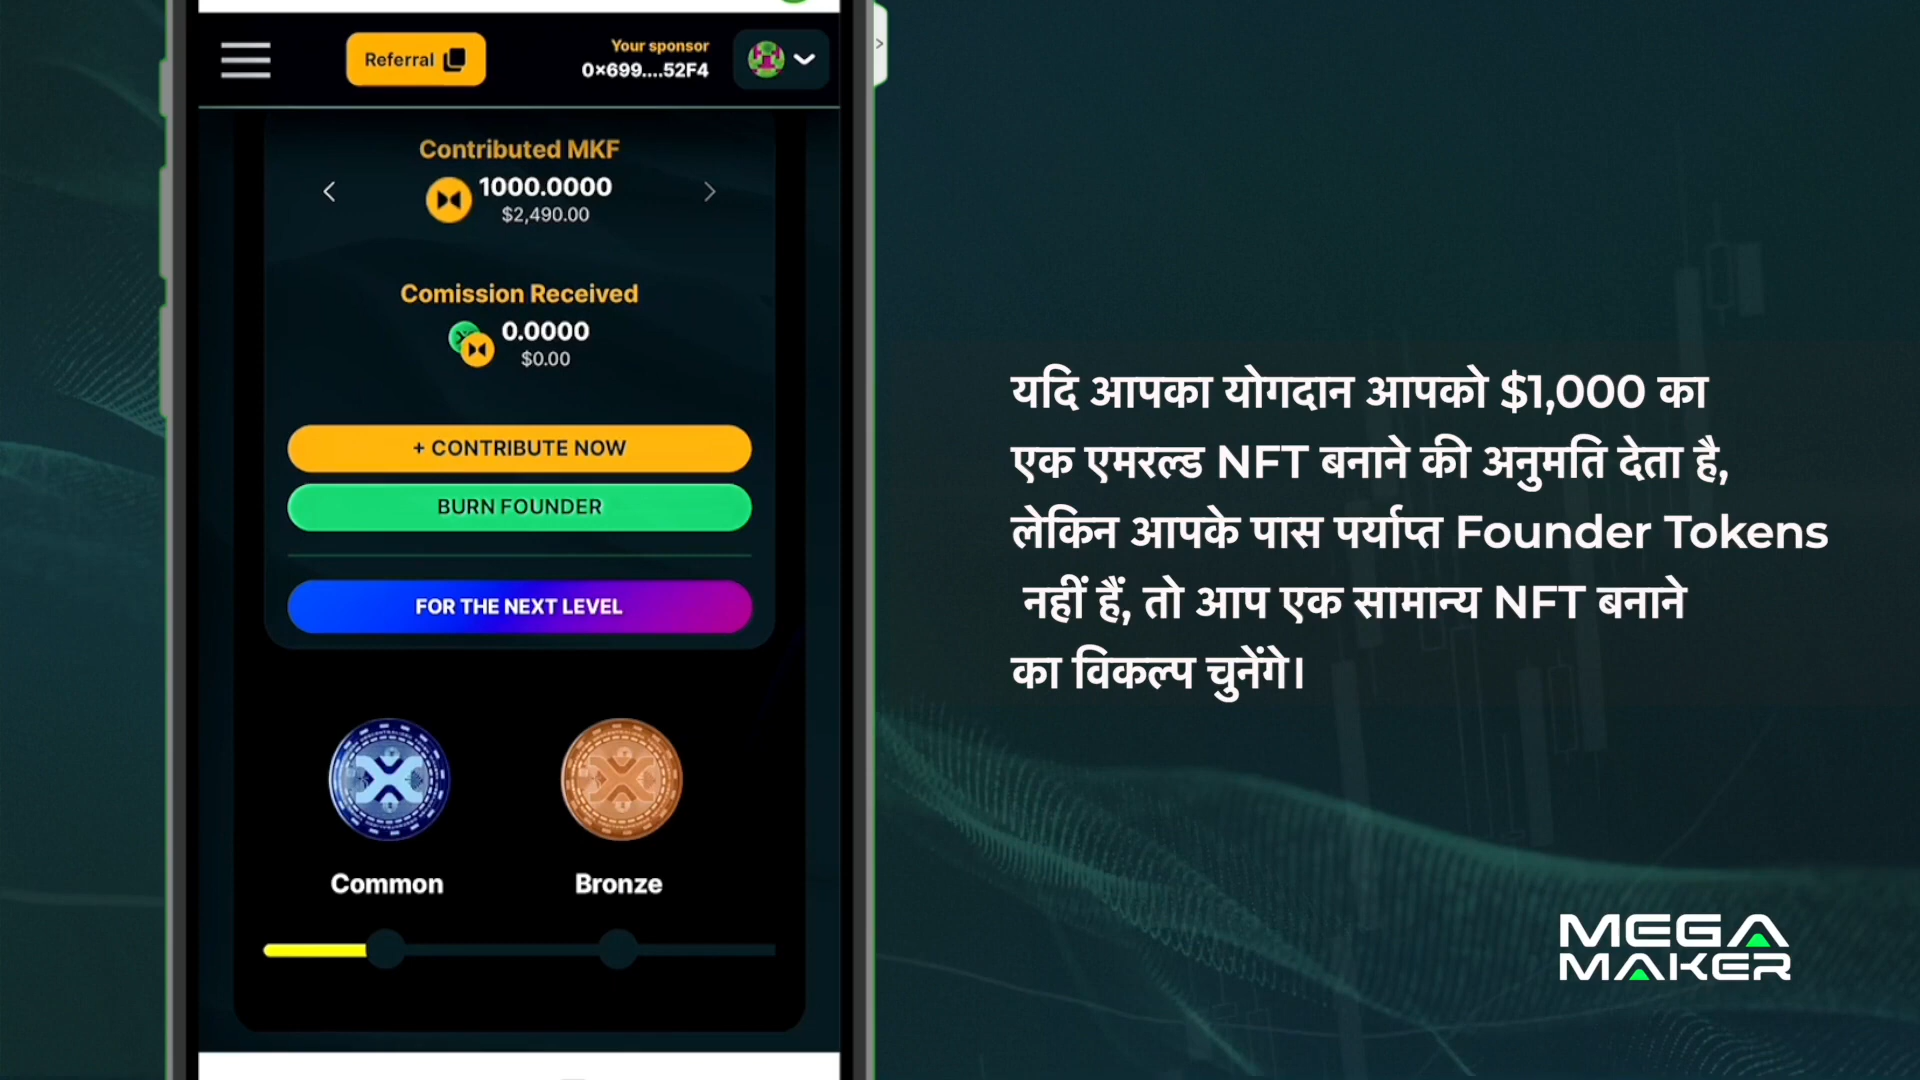 Referral
Your sponsor
0×699....52F4
Contributed MKF
1000.0000
$2,490.00
Comission Received
0.0000
$0.00
+ CONTRIBUTE NOW
BURN FOUNDER
FOR THE NEXT LEVEL
Common
Bronze
यदि आपका योगदान आपको $1,000 का
एक एमरल्ड NFT बनाने की अनुमति देता है,
लेकिन आपके पास पर्याप्त Founder Tokens
नहीं हैं, तो आप एक सामान्य NFT बनाने
का विकल्प चुनेंगे।
MEGA
MAKER